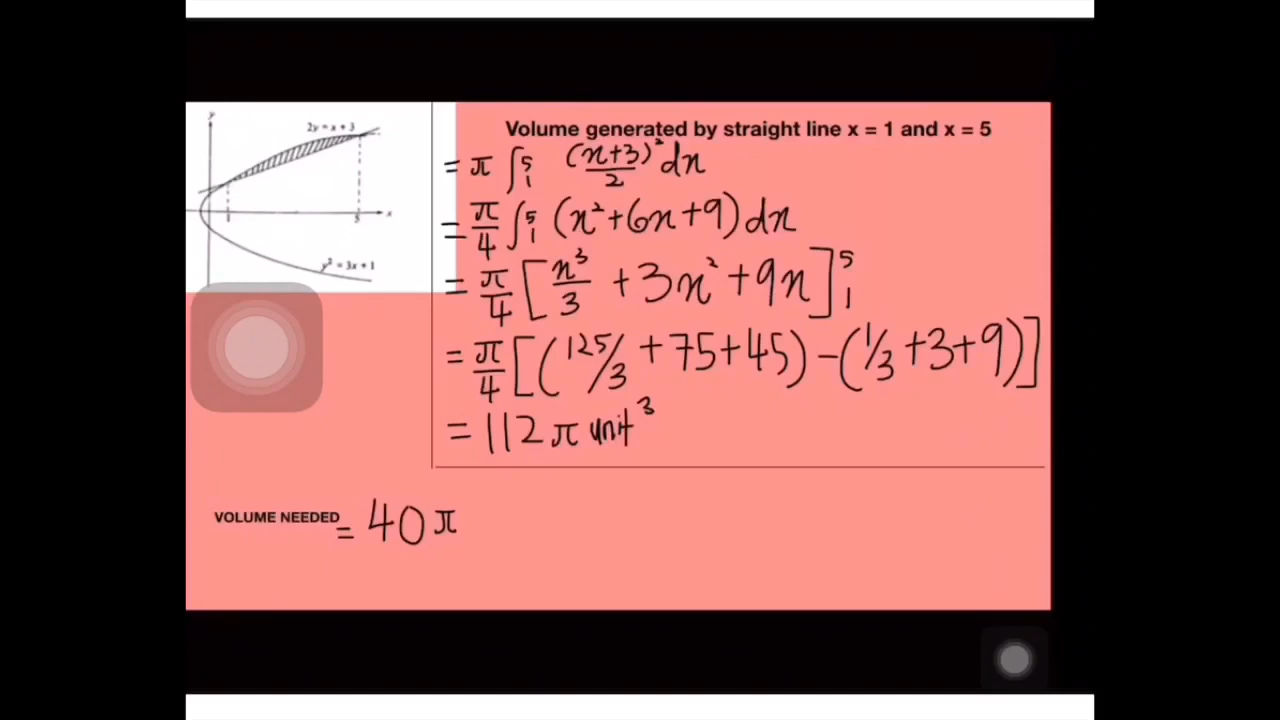 y
2y = x + 3
1
5
x
y² = 3x + 1
Volume generated by straight line x = 1 and x = 5
= π ∫₁⁵ (x+3)²/2 dx
= π/4 ∫₁⁵ (x² + 6x + 9) dx
= π/4 [x³/3 + 3x² + 9x]₁⁵
= π/4 [(125/3 + 75 + 45) - (1/3 + 3 + 9)]
= 112 π unit³
VOLUME NEEDED = 40 π